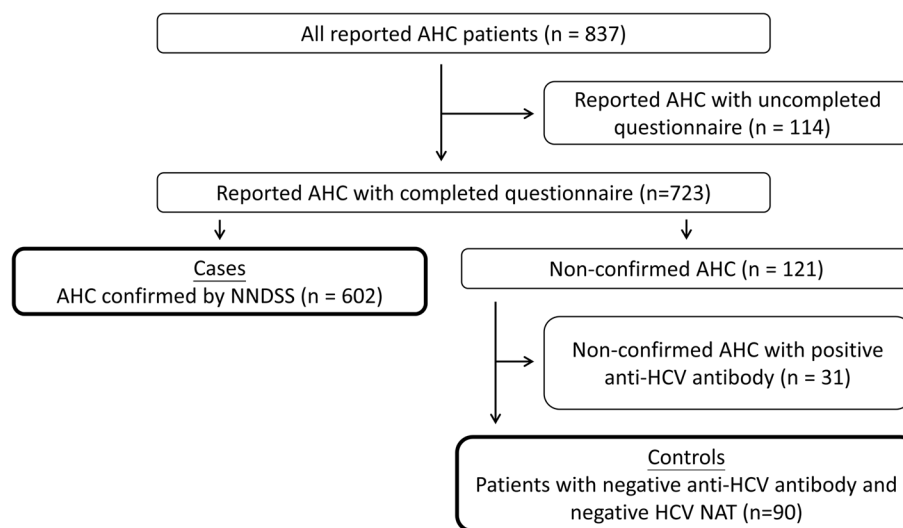 All reported AHC patients (n = 837)
Reported AHC with uncompleted
questionnaire (n = 114)
Reported AHC with completed questionnaire (n=723)
Cases
AHC confirmed by NNDSS (n = 602)
Non-confirmed AHC (n = 121)
Non-confirmed AHC with positive
anti-HCV antibody (n = 31)
Controls
Patients with negative anti-HCV antibody and
negative HCV NAT (n=90)